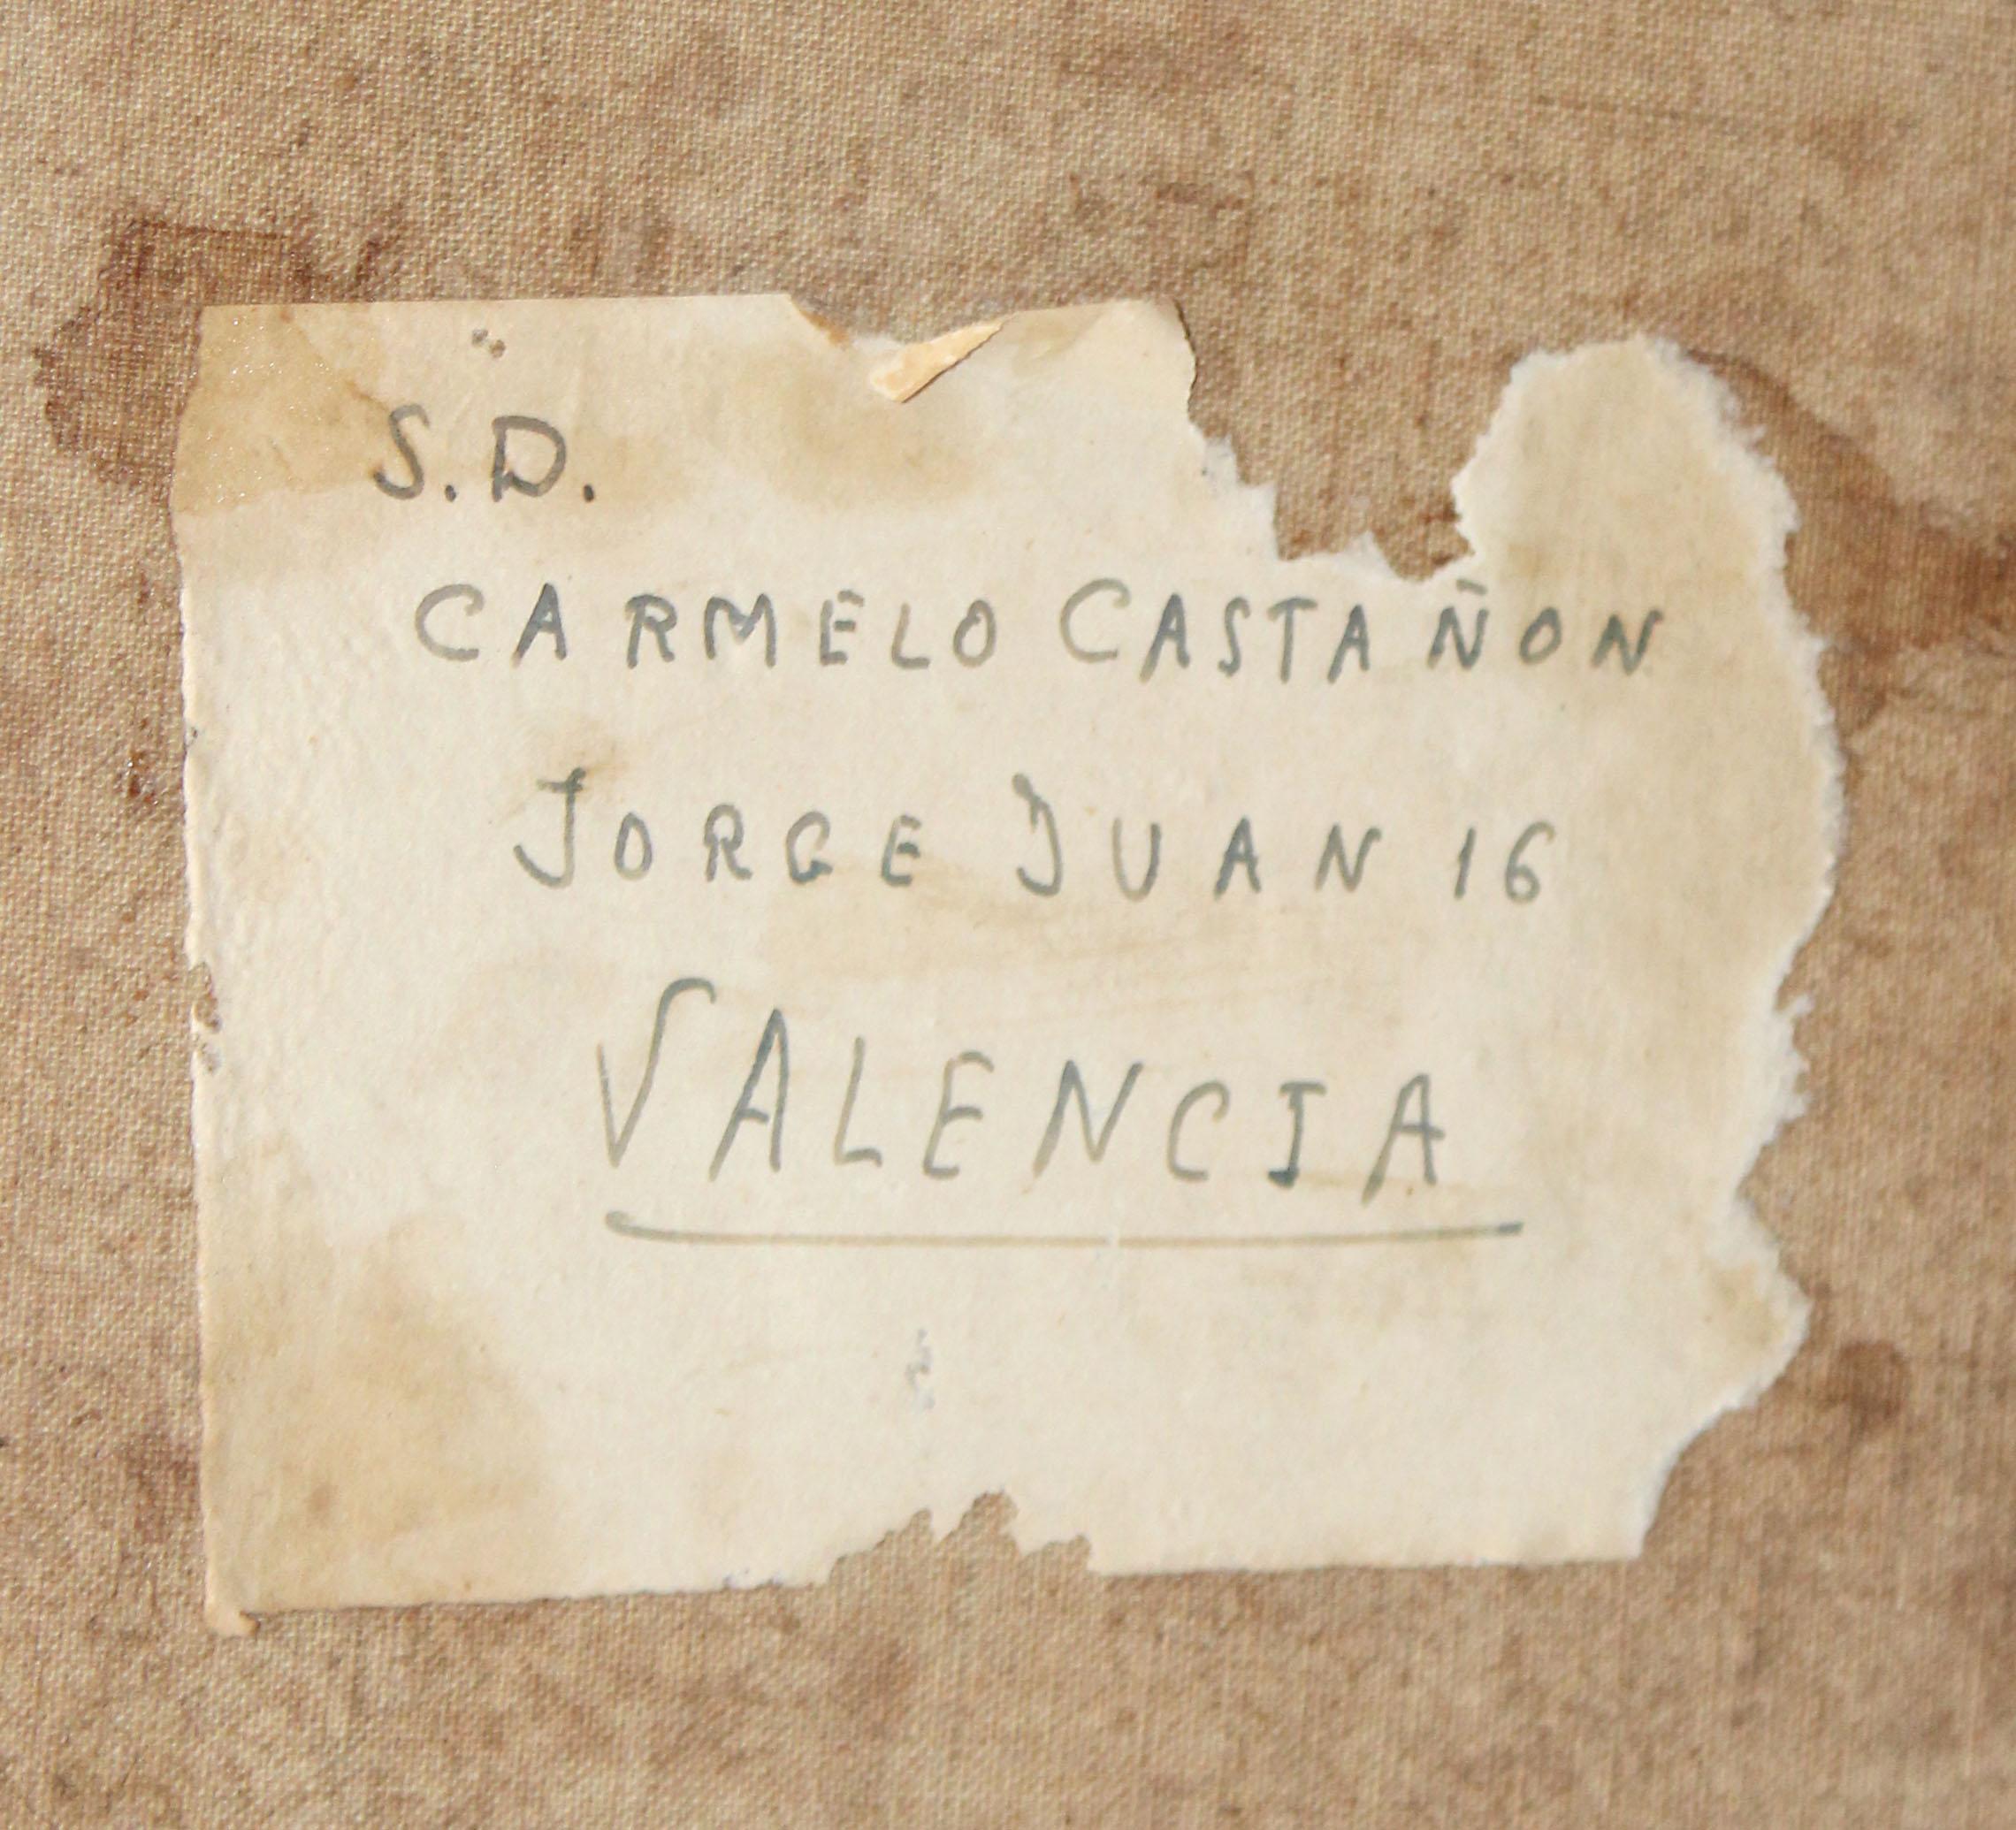 S.D.
CARMELO CASTAÑON
JORGE JUAN 16
VALENCIA